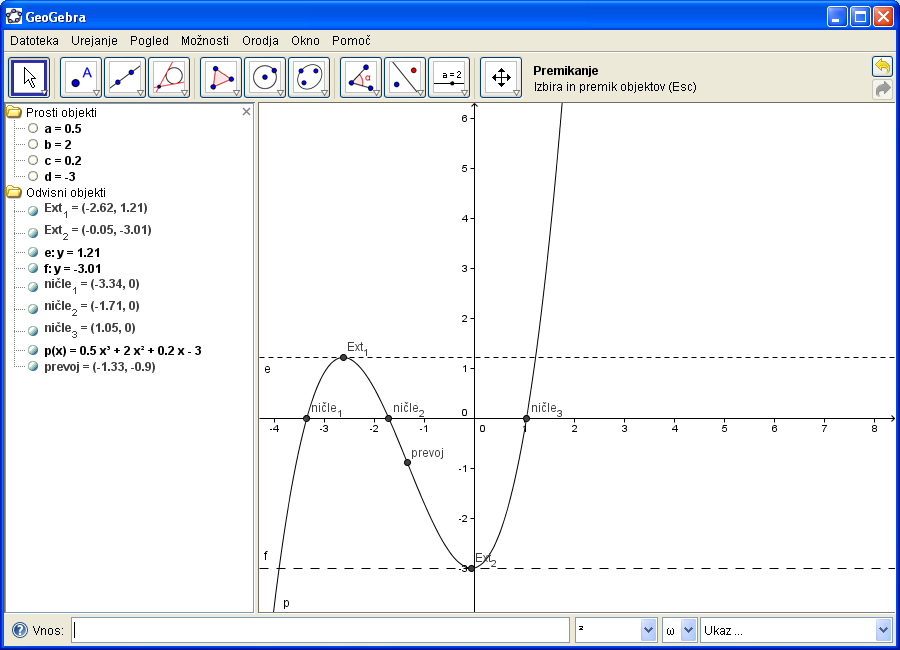 GeoGebra
Datoteka Urejanje Pogled Možnosti Orodja Okno Pomoč
A α a = 2
Premikanje
Izbira in premik objektov (Esc)
Prosti objekti
a = 0.5
b = 2
c = 0.2
d = -3
Odvisni objekti
Ext₁ = (-2.62, 1.21)
Ext₂ = (-0.05, -3.01)
e: y = 1.21
f: y = -3.01
ničle₁ = (-3.34, 0)
ničle₂ = (-1.71, 0)
ničle₃ = (1.05, 0)
p(x) = 0.5 x³ + 2 x² + 0.2 x - 3
prevoj = (-1.33, -0.9)
6
5
4
3
2
Ext₁
1
e
ničle₁ ničle₂ 0 ničle₃
-4 -3 -2 -1 0 1 2 3 4 5 6 7 8
prevoj
-1
-2
f Ext₂
-3
p
Vnos: ² ω Ukaz ...